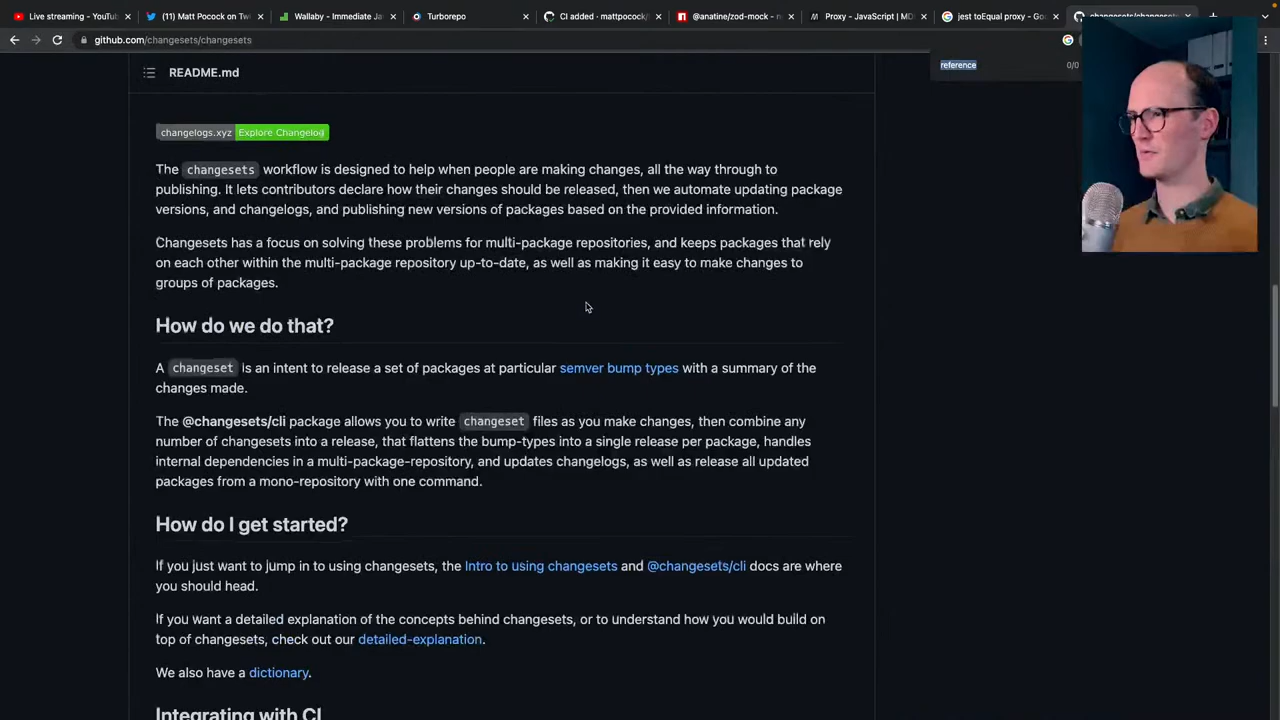 Live streaming - YouTu
(11) Matt Pocock on Tw
Wallaby - Immediate Ja
Turborepo
CI added · mattpocock/
@anatine/zod-mock - n
Proxy - JavaScript | MD
jest toEqual proxy - Goo
changesets/changeset
github.com/changesets/changesets
reference
0/0
README.md
changelogs.xyz Explore Changelog
The changesets workflow is designed to help when people are making changes, all the way through to
publishing. It lets contributors declare how their changes should be released, then we automate updating package
versions, and changelogs, and publishing new versions of packages based on the provided information.
Changesets has a focus on solving these problems for multi-package repositories, and keeps packages that rely
on each other within the multi-package repository up-to-date, as well as making it easy to make changes to
groups of packages.
How do we do that?
A changeset is an intent to release a set of packages at particular semver bump types with a summary of the
changes made.
The @changesets/cli package allows you to write changeset files as you make changes, then combine any
number of changesets into a release, that flattens the bump-types into a single release per package, handles
internal dependencies in a multi-package-repository, and updates changelogs, as well as release all updated
packages from a mono-repository with one command.
How do I get started?
If you just want to jump in to using changesets, the Intro to using changesets and @changesets/cli docs are where
you should head.
If you want a detailed explanation of the concepts behind changesets, or to understand how you would build on
top of changesets, check out our detailed-explanation.
We also have a dictionary.
Integrating with CI